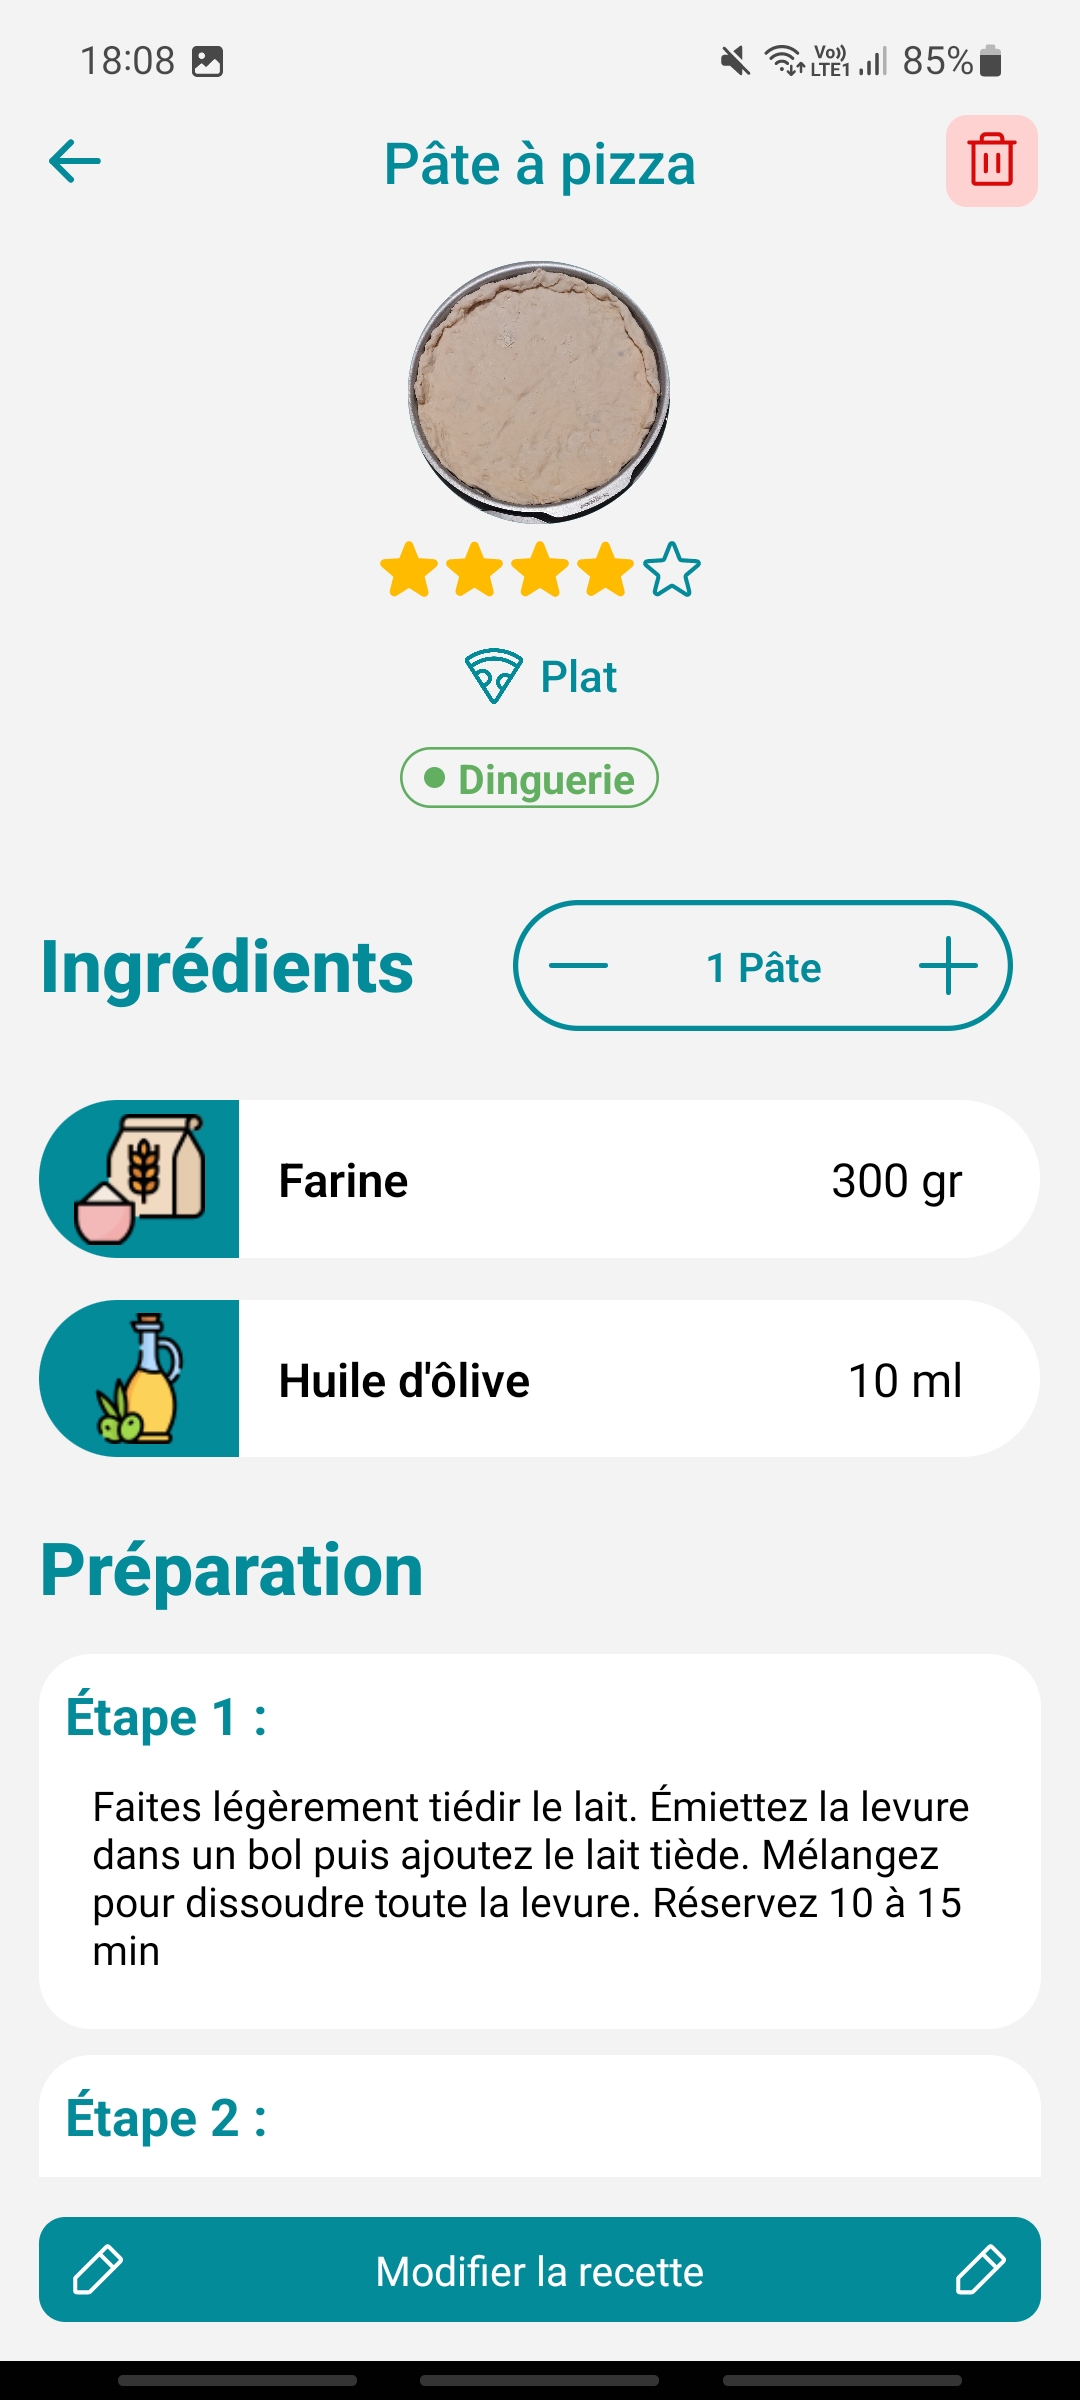 18:08 Vo)) LTE1 85%
Pâte à pizza
Plat
Dinguerie
Ingrédients
1 Pâte
Farine 300 gr
Huile d'ôlive 10 ml
Préparation
Étape 1 :
Faites légèrement tiédir le lait. Émiettez la levure
dans un bol puis ajoutez le lait tiède. Mélangez
pour dissoudre toute la levure. Réservez 10 à 15
min
Étape 2 :
Modifier la recette